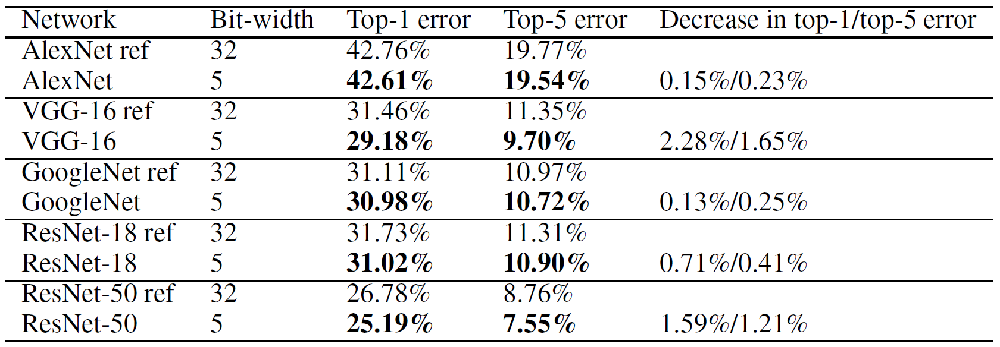 Network Bit-width Top-1 error Top-5 error Decrease in top-1/top-5 error
AlexNet ref 32 42.76% 19.77%
AlexNet 5 42.61% 19.54% 0.15%/0.23%
VGG-16 ref 32 31.46% 11.35%
VGG-16 5 29.18% 9.70% 2.28%/1.65%
GoogleNet ref 32 31.11% 10.97%
GoogleNet 5 30.98% 10.72% 0.13%/0.25%
ResNet-18 ref 32 31.73% 11.31%
ResNet-18 5 31.02% 10.90% 0.71%/0.41%
ResNet-50 ref 32 26.78% 8.76%
ResNet-50 5 25.19% 7.55% 1.59%/1.21%